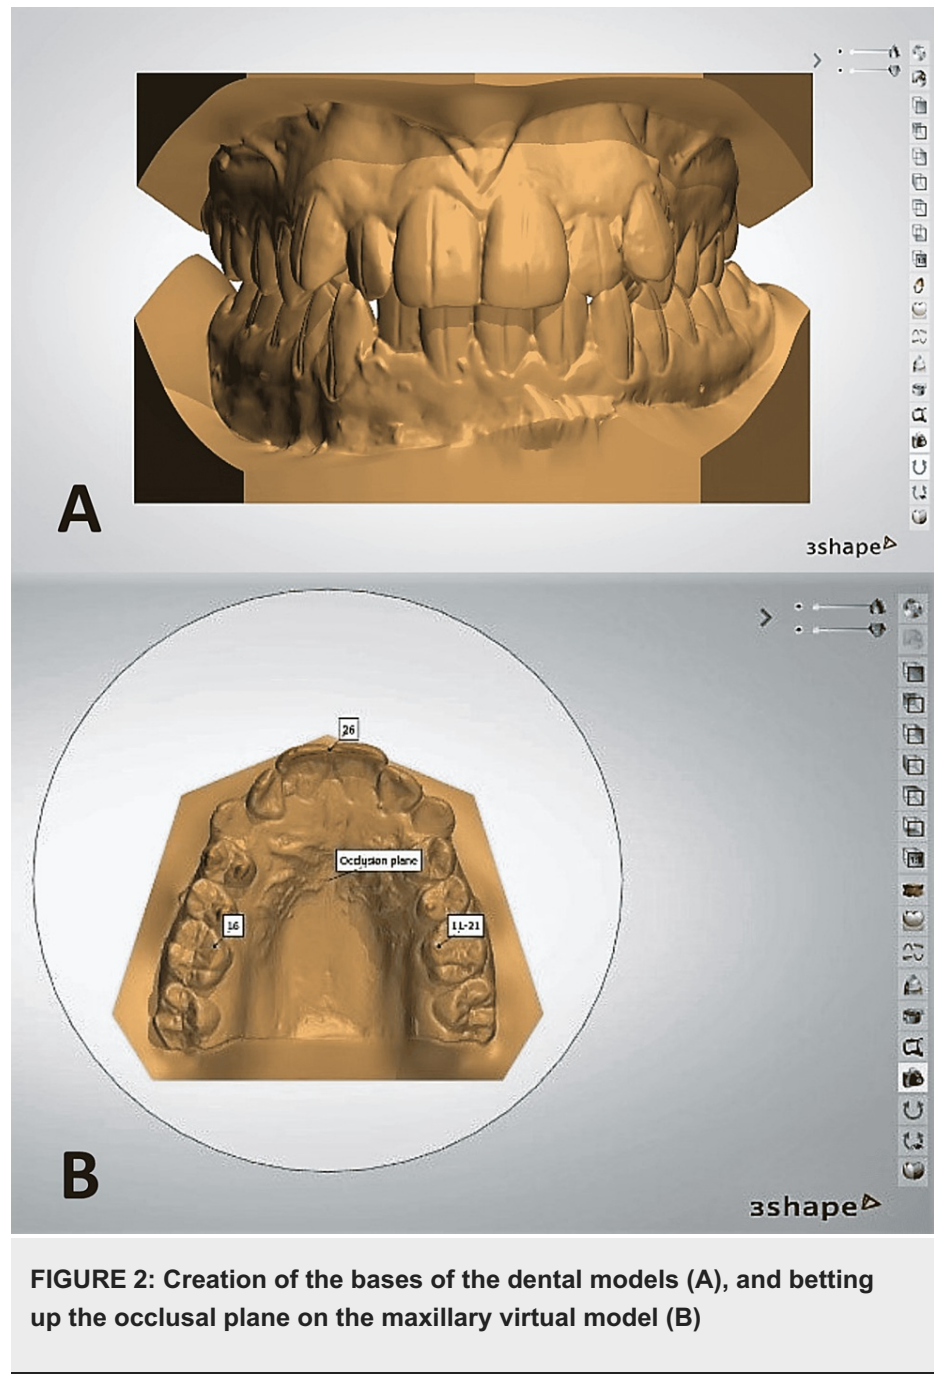 A
3shape
26
Occlusion plane
16
11-21
B
3shape
FIGURE 2: Creation of the bases of the dental models (A), and betting
up the occlusal plane on the maxillary virtual model (B)